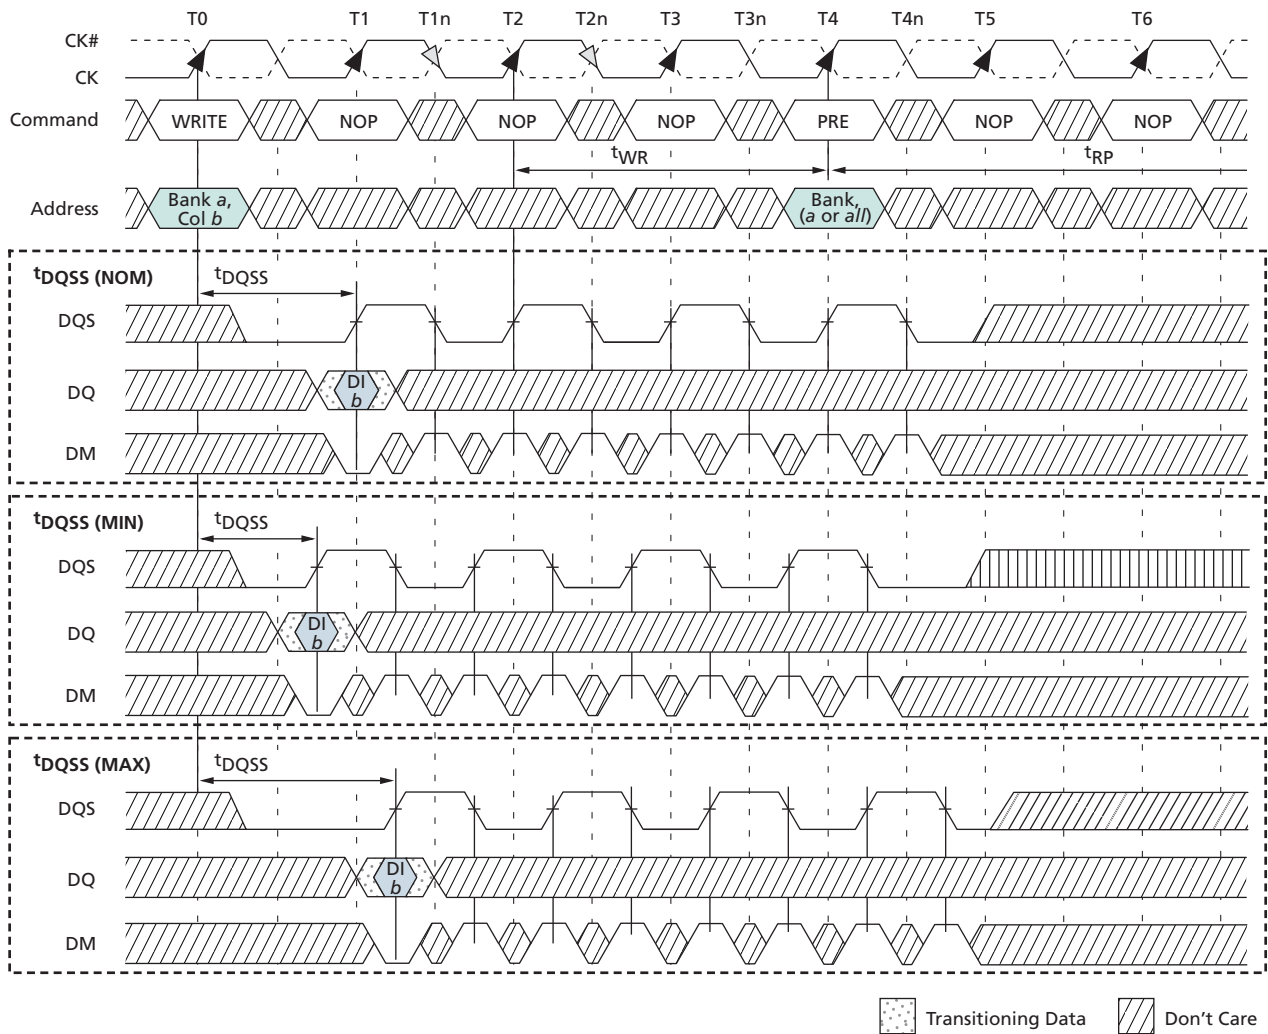 T0 T1 T1n T2 T2n T3 T3n T4 T4n T5 T6
CK#
CK
Command WRITE NOP NOP NOP PRE NOP NOP
tWR tRP
Address Bank a, Col b Bank, (a or all)
tDQSS (NOM) tDQSS
DQS
DQ DI b
DM
tDQSS (MIN) tDQSS
DQS
DQ DI b
DM
tDQSS (MAX) tDQSS
DQS
DQ DI b
DM
Transitioning Data Don't Care